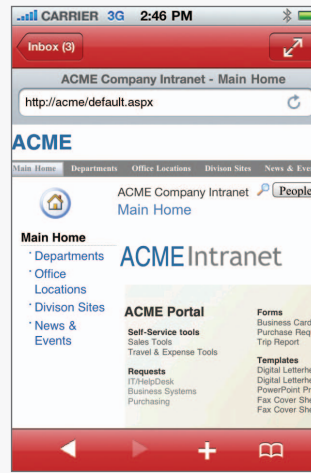 CARRIER 3G 2:46 PM
Inbox (3)
ACME Company Intranet - Main Home
http://acme/default.aspx
ACME
Main Home Departments Office Locations Divison Sites News & Eve
ACME Company Intranet People
Main Home
Main Home
Departments
Office
Locations
Divison Sites
News &
Events
ACME Intranet
ACME Portal
Self-Service tools
Sales Tools
Travel & Expense Tools
Requests
IT/HelpDesk
Business Systems
Purchasing
Forms
Business Card
Purchase Req
Trip Report
Templates
Digital Letterhe
Digital Letterhe
PowerPoint Pr
Fax Cover She
Fax Cover She